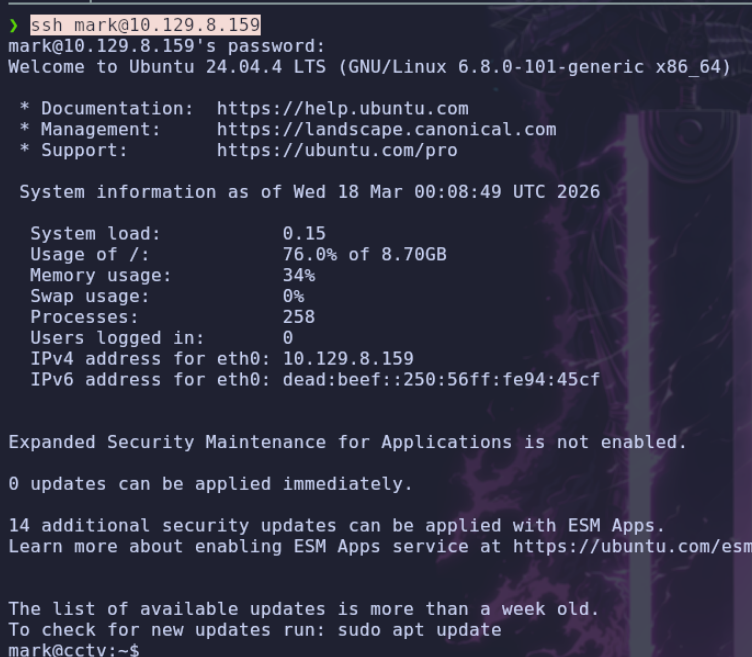 ❯ ssh mark@10.129.8.159
mark@10.129.8.159's password:
Welcome to Ubuntu 24.04.4 LTS (GNU/Linux 6.8.0-101-generic x86_64)
* Documentation:  https://help.ubuntu.com
* Management:     https://landscape.canonical.com
* Support:        https://ubuntu.com/pro
System information as of Wed 18 Mar 00:08:49 UTC 2026
System load:           0.15
Usage of /:            76.0% of 8.70GB
Memory usage:          34%
Swap usage:            0%
Processes:             258
Users logged in:       0
IPv4 address for eth0: 10.129.8.159
IPv6 address for eth0: dead:beef::250:56ff:fe94:45cf
Expanded Security Maintenance for Applications is not enabled.
0 updates can be applied immediately.
14 additional security updates can be applied with ESM Apps.
Learn more about enabling ESM Apps service at https://ubuntu.com/esm
The list of available updates is more than a week old.
To check for new updates run: sudo apt update
mark@cctv:~$